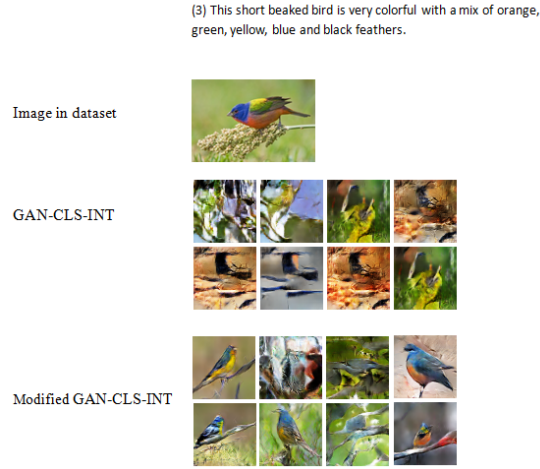 (3) This short beaked bird is very colorful with a mix of orange,
green, yellow, blue and black feathers.
Image in dataset
GAN-CLS-INT
Modified GAN-CLS-INT